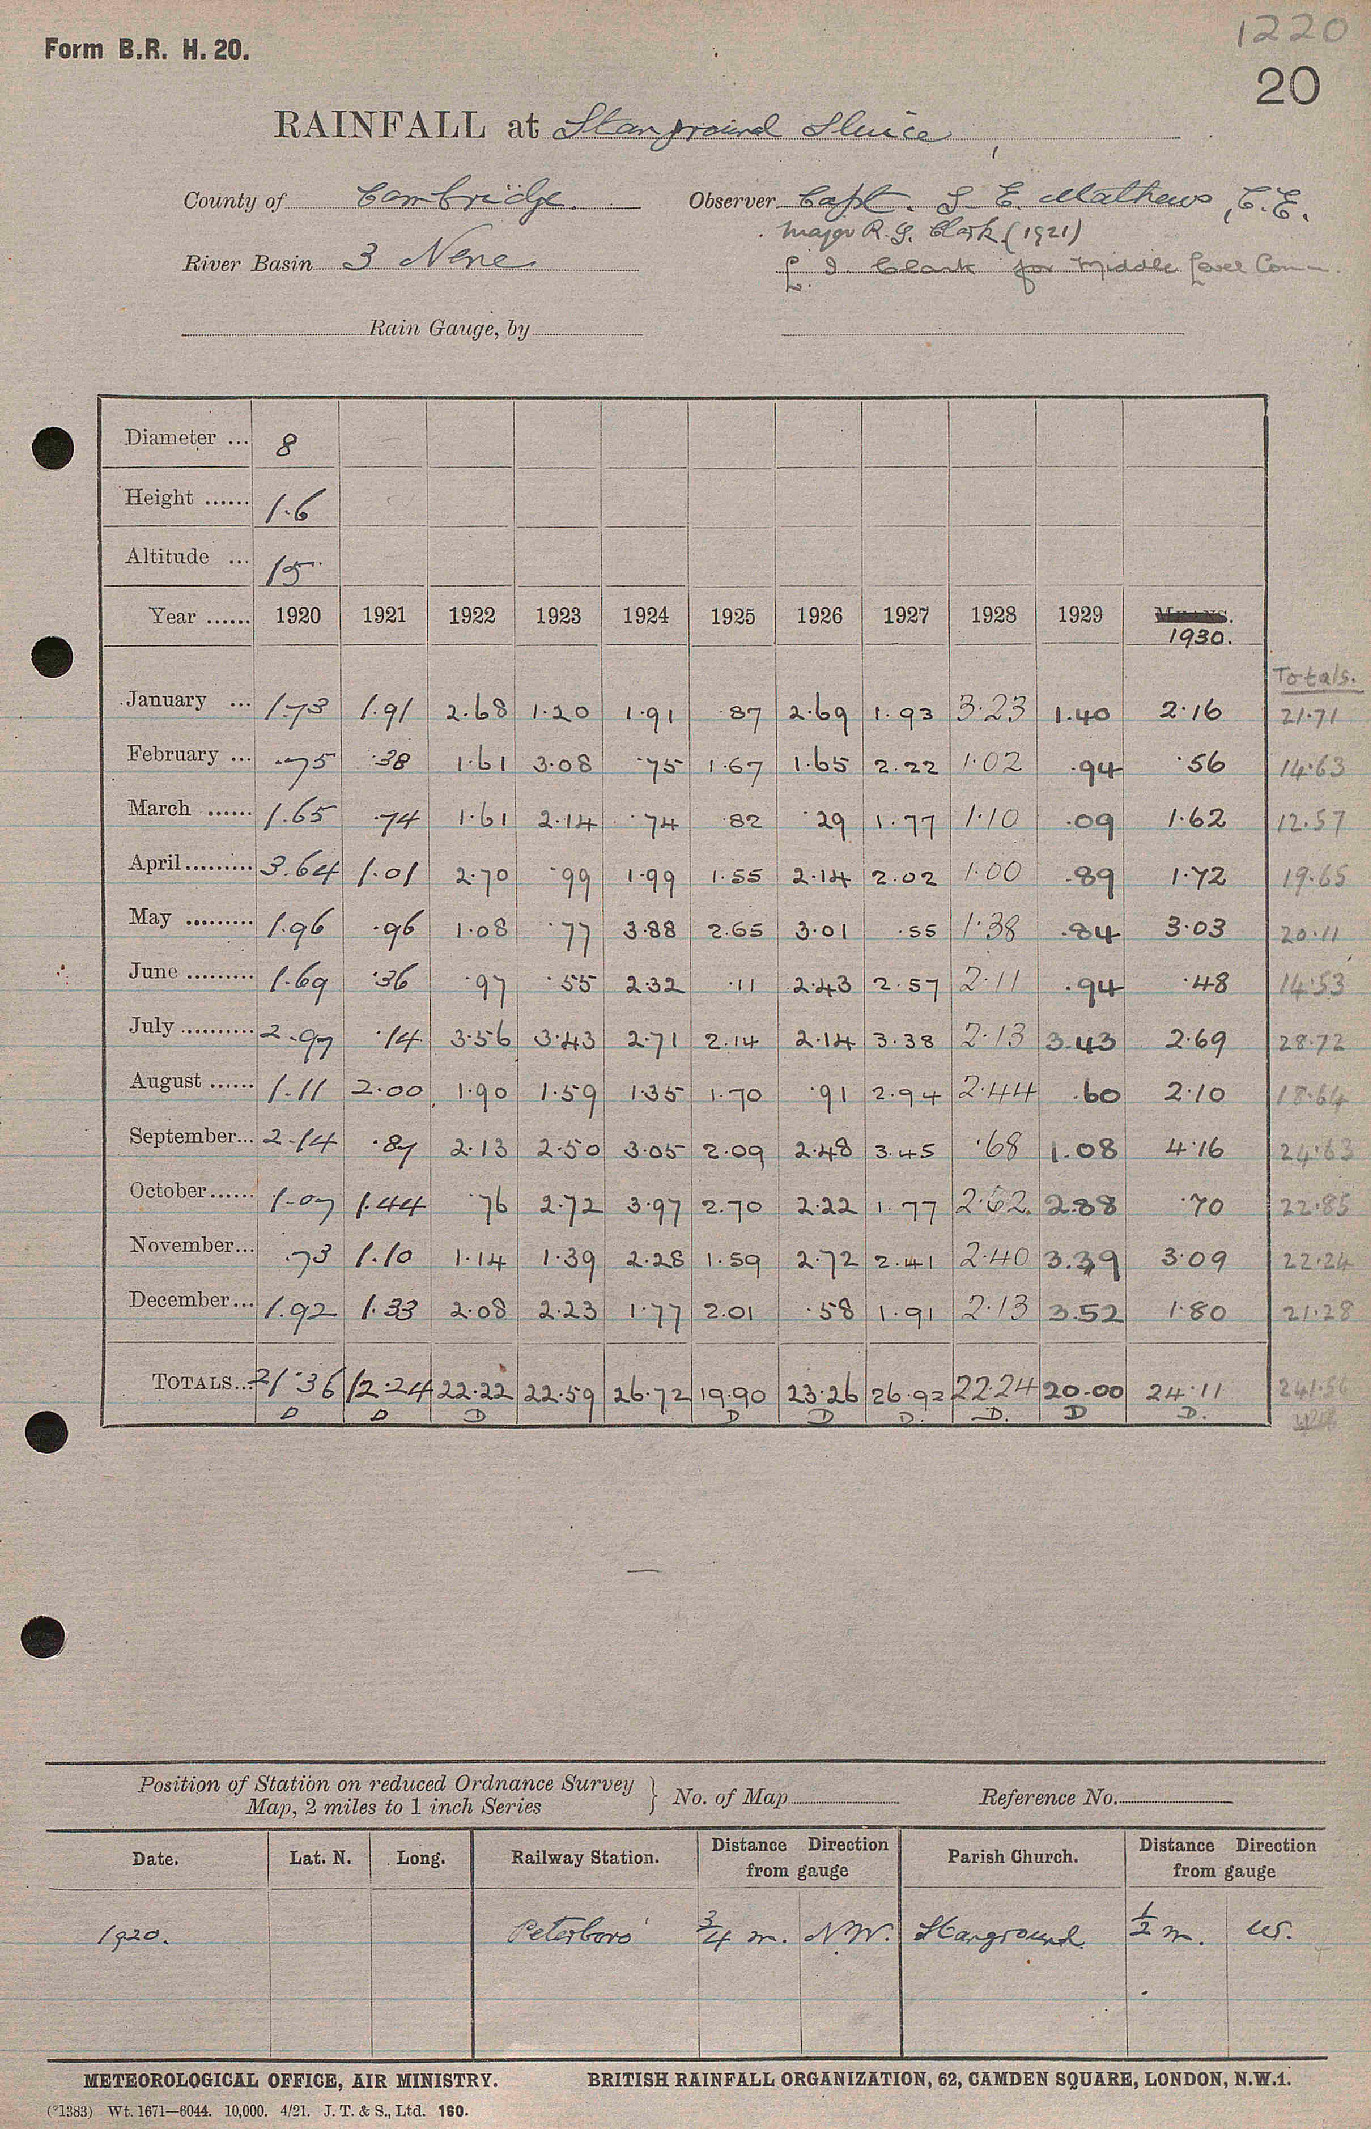 1220
Form B.R. H. 20.
20
RAINFALL at Stanground Sluice
County of Cambridge. Observer Capt. S. E. Mathews, C.E.
Major R. G. Clark (1921)
River Basin 3 Nene
L. J. Clark for Middle Level Com
Rain Gauge, by
Diameter ... 8
Height ...... 1.6
Altitude ... 15
Year ...... 1920 1921 1922 1923 1924 1925 1926 1927 1928 1929 MEANS.
1930.
Totals.
January ... 1.73 1.91 2.68 1.20 1.91 .87 2.69 1.93 3.23 1.40 2.16 21.71
February ... .75 .38 1.61 3.08 .75 1.67 1.65 2.22 1.02 .94 .56 14.63
March ...... 1.65 .74 1.61 2.14 .74 .82 .29 1.77 1.10 .09 1.62 12.57
April......... 3.64 1.01 2.70 .99 1.99 1.55 2.14 2.02 1.00 .89 1.72 19.65
May ......... 1.96 .96 1.08 .77 3.88 2.65 3.01 .55 1.38 .84 3.03 20.11
June ......... 1.69 .36 .97 .55 2.32 .11 2.43 2.57 2.11 .94 .48 14.53
July .......... 2.97 .14 3.56 3.43 2.71 2.14 2.14 3.38 2.13 3.43 2.69 28.72
August ...... 1.11 2.00 1.90 1.59 1.35 1.70 .91 2.94 2.44 .60 2.10 18.64
September... 2.14 .87 2.13 2.50 3.05 2.09 2.48 3.45 .68 1.08 4.16 24.63
October...... 1.07 1.44 .76 2.72 3.97 2.70 2.22 1.77 2.62 2.88 .70 22.85
November... .73 1.10 1.14 1.39 2.28 1.59 2.72 2.41 2.40 3.39 3.09 22.24
December... 1.92 1.33 2.08 2.23 1.77 2.01 .58 1.91 2.13 3.52 1.80 21.28
TOTALS... 21.36 12.24 22.22 22.59 26.72 19.90 23.26 26.92 22.24 20.00 24.11 241.56
D D D D D D. D. D D.
Position of Station on reduced Ordnance Survey
Map, 2 miles to 1 inch Series } No. of Map Reference No.
Date. Lat. N. Long. Railway Station. Distance Direction from gauge Parish Church. Distance Direction from gauge
1920. Peterboro' 3/4 m. N.W. Stanground 1/2 m. W.
METEOROLOGICAL OFFICE, AIR MINISTRY. BRITISH RAINFALL ORGANIZATION, 62, CAMDEN SQUARE, LONDON, N.W.1.
(*1383) Wt. 1671—6044. 10,000. 4/21. J. T. & S., Ltd. 160.